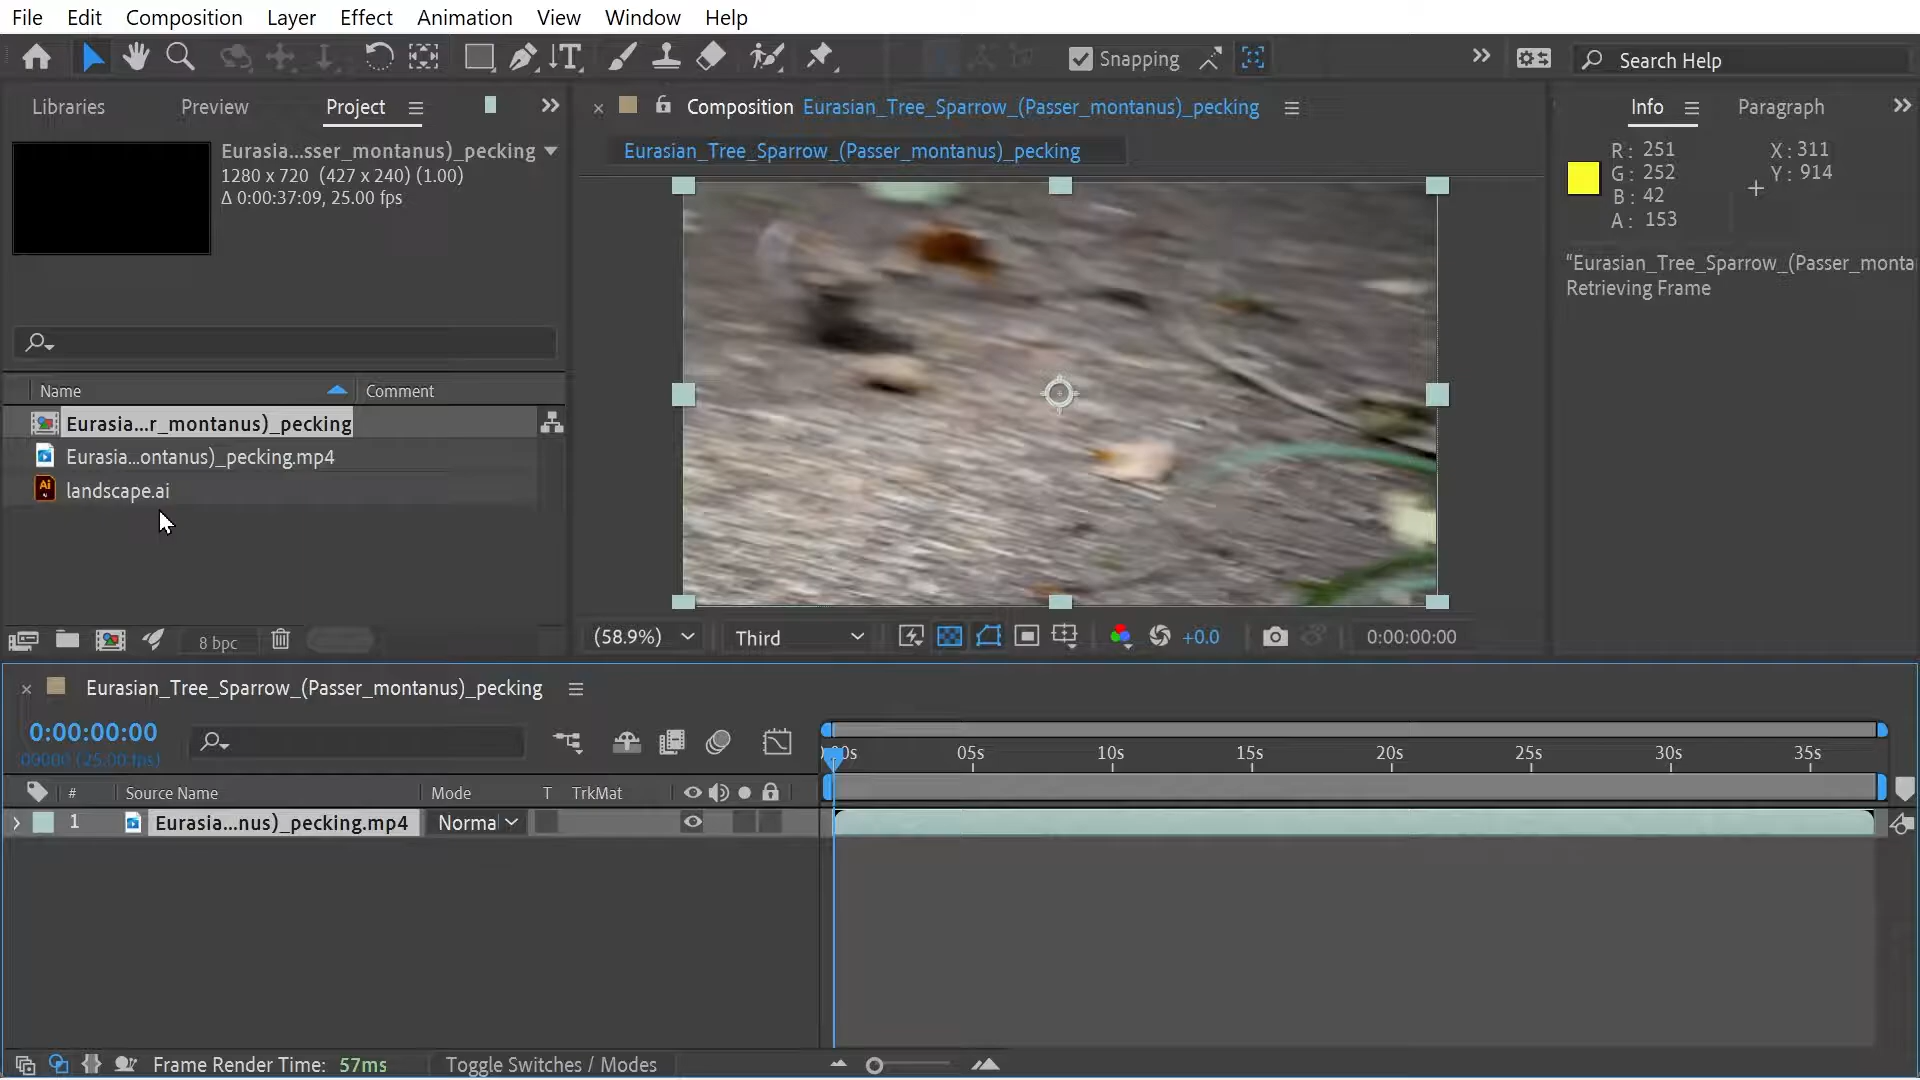 File Edit Composition Layer Effect Animation View Window Help
Snapping
Search Help
Libraries Preview Project
Composition Eurasian_Tree_Sparrow_(Passer_montanus)_pecking
Info Paragraph
Eurasia...sser_montanus)_pecking
1280 x 720 (427 x 240) (1.00)
Δ 0:00:37:09, 25.00 fps
Eurasian_Tree_Sparrow_(Passer_montanus)_pecking
R: 251
G: 252
B: 42
A: 153
X: 311
Y: 914
"Eurasian_Tree_Sparrow_(Passer_monta
Retrieving Frame
Name Comment
Eurasia...r_montanus)_pecking
Eurasia...ontanus)_pecking.mp4
Ai landscape.ai
8 bpc
(58.9%) Third +0.0 0:00:00:00
Eurasian_Tree_Sparrow_(Passer_montanus)_pecking
0:00:00:00
00000 (25.00 fps)
05s 10s 15s 20s 25s 30s 35s
# Source Name Mode T TrkMat
1 Eurasia...nus)_pecking.mp4 Norma
Frame Render Time: 57ms Toggle Switches / Modes